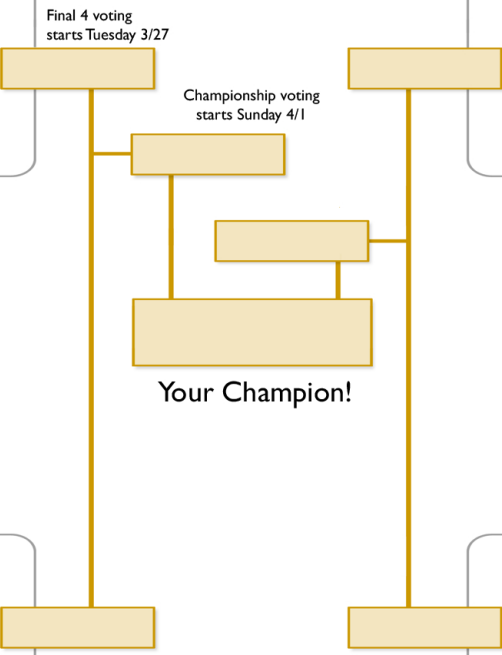 Final 4 voting
starts Tuesday 3/27
Championship voting
starts Sunday 4/1
Your Champion!